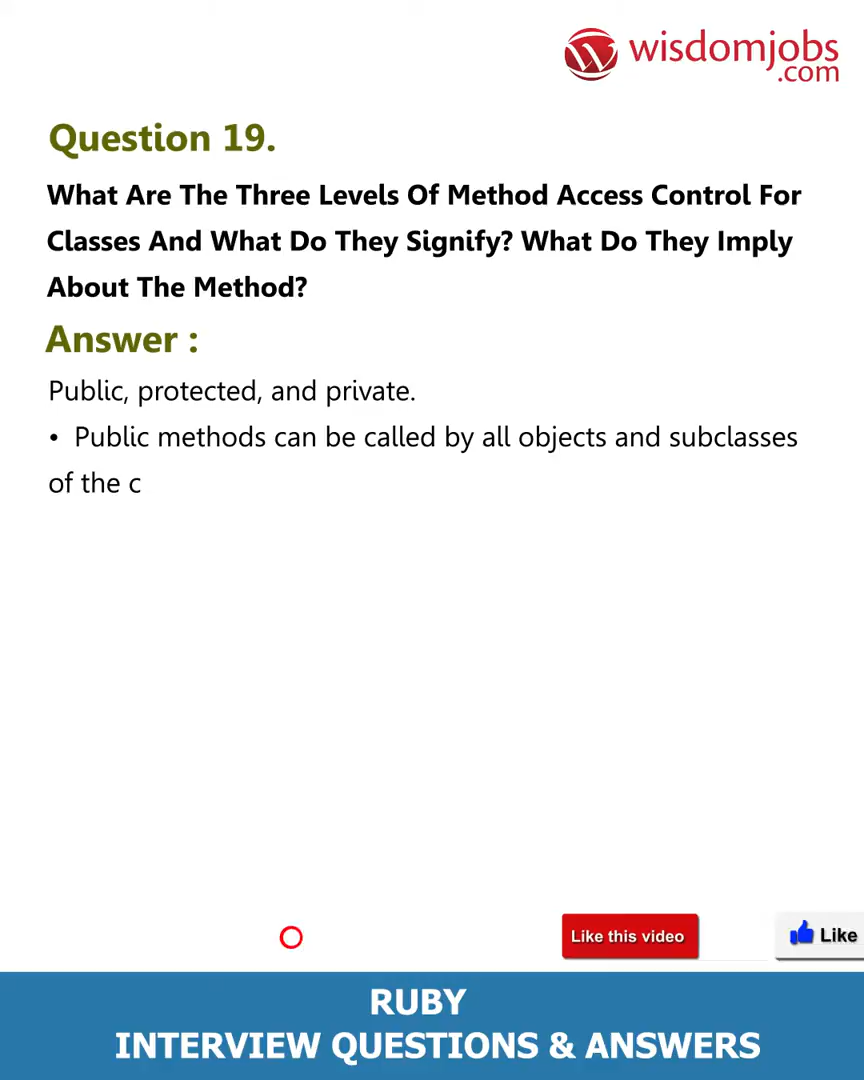 wisdomjobs
.com
Question 19.
What Are The Three Levels Of Method Access Control For
Classes And What Do They Signify? What Do They Imply
About The Method?
Answer :
Public, protected, and private.
• Public methods can be called by all objects and subclasses
of the c
Like this video
Like
RUBY
INTERVIEW QUESTIONS & ANSWERS